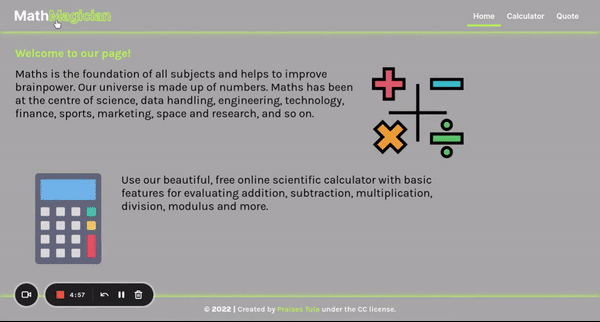 MathMagician
Home Calculator Quote
Welcome to our page!
Maths is the foundation of all subjects and helps to improve
brainpower. Our universe is made up of numbers. Maths has been
at the centre of science, data handling, engineering, technology,
finance, sports, marketing, space and research, and so on.
Use our beautiful, free online scientific calculator with basic
features for evaluating addition, subtraction, multiplication,
division, modulus and more.
4:57
© 2022 | Created by Praises Tula under the CC license.